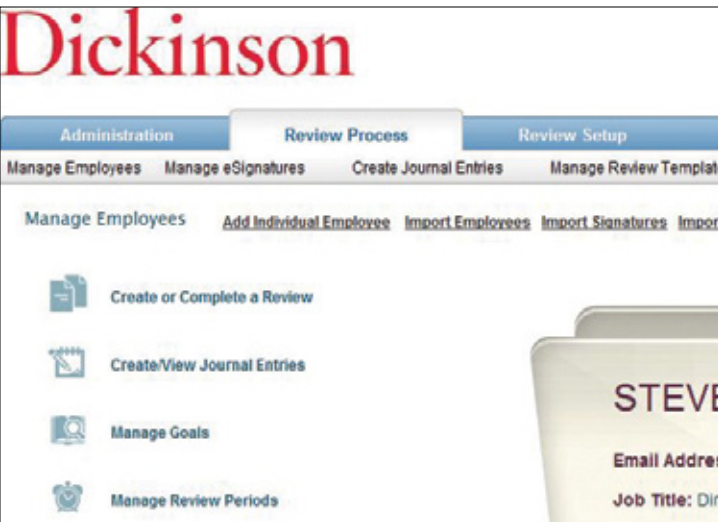 Dickinson
Administration Review Process Review Setup
Manage Employees Manage eSignatures Create Journal Entries Manage Review Templat
Manage Employees Add Individual Employee Import Employees Import Signatures Impor
Create or Complete a Review
Create/View Journal Entries
Manage Goals
Manage Review Periods
STEVE
Email Addres
Job Title: Dir